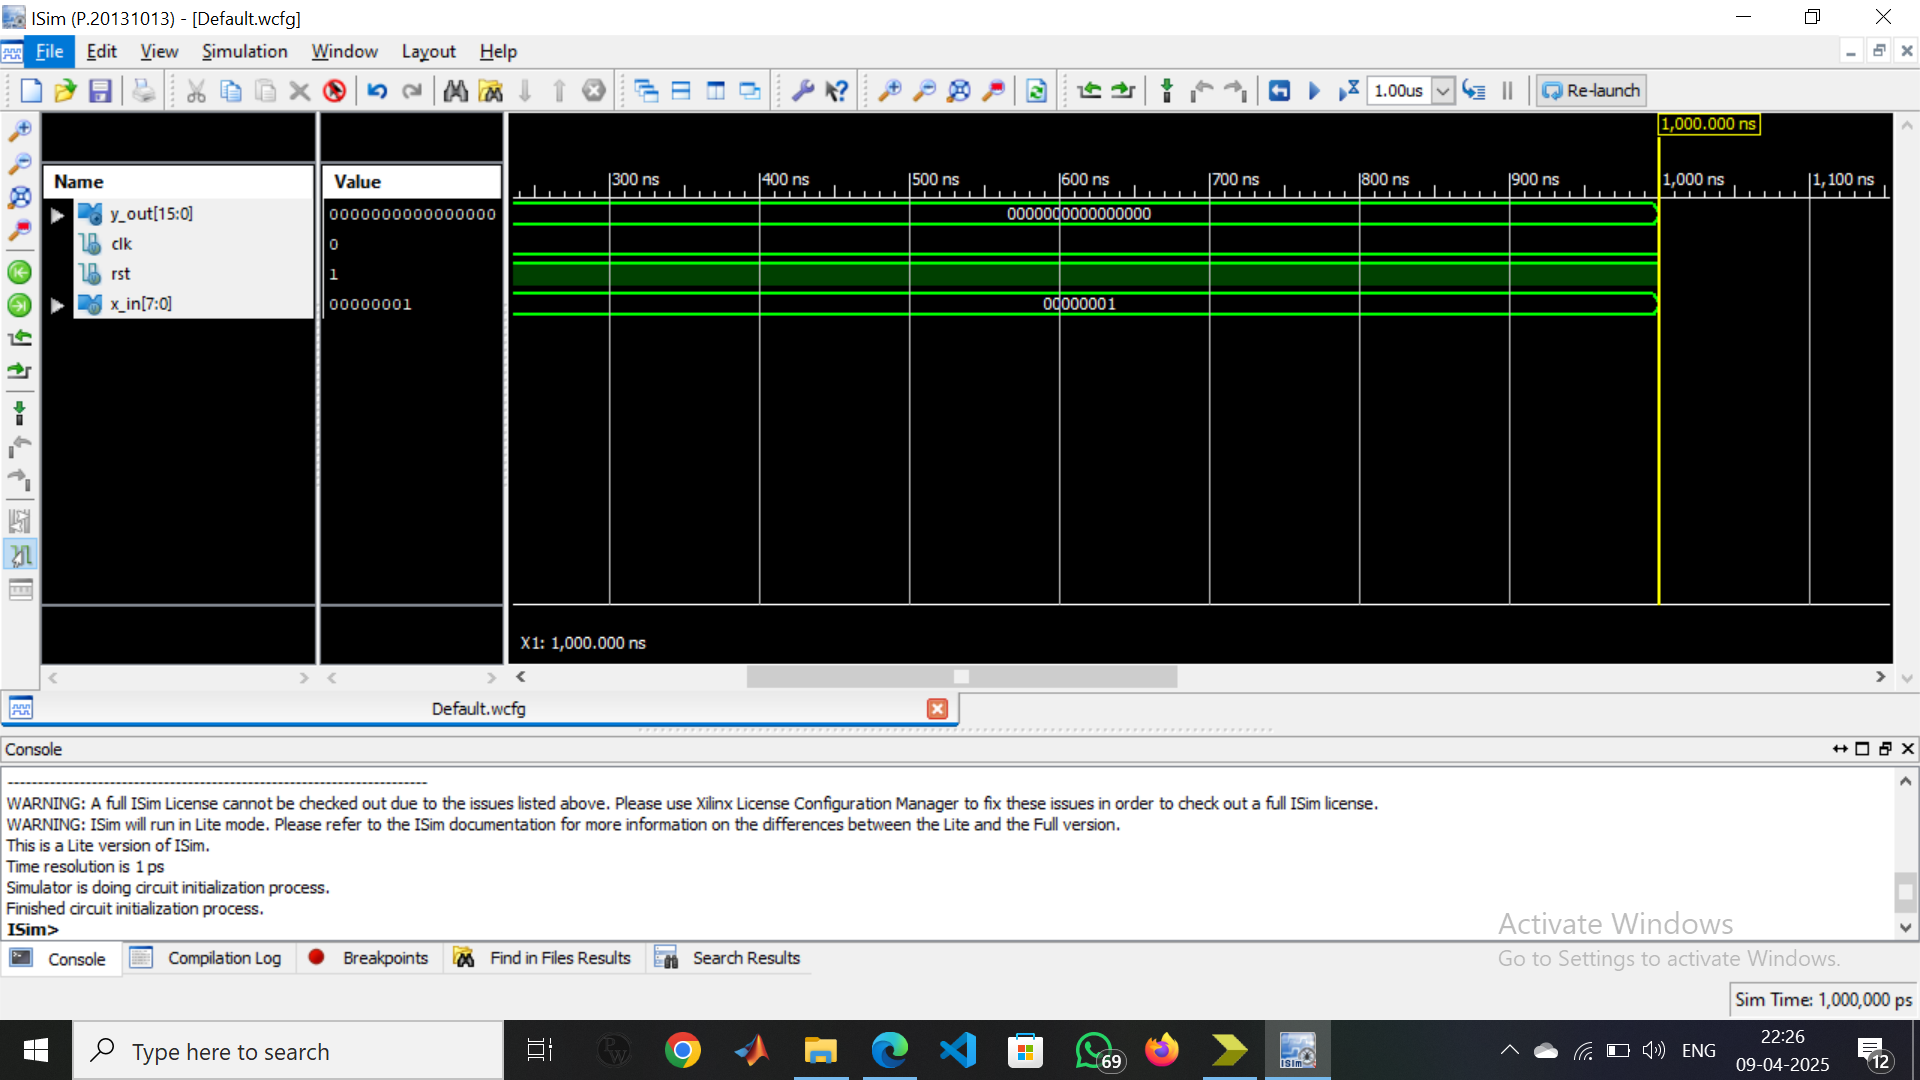 ISim (P.20131013) - [Default.wcfg]
File Edit View Simulation Window Layout Help
1.00us Re-launch
1,000.000 ns
Name Value
300 ns 400 ns 500 ns 600 ns 700 ns 800 ns 900 ns 1,000 ns 1,100 ns
y_out[15:0] 0000000000000000 0000000000000000
clk 0
rst 1
x_in[7:0] 00000001 00000001
X1: 1,000.000 ns
Default.wcfg
Console
WARNING: A full ISim License cannot be checked out due to the issues listed above. Please use Xilinx License Configuration Manager to fix these issues in order to check out a full ISim license.
WARNING: ISim will run in Lite mode. Please refer to the ISim documentation for more information on the differences between the Lite and the Full version.
This is a Lite version of ISim.
Time resolution is 1 ps
Simulator is doing circuit initialization process.
Finished circuit initialization process.
ISim>
Activate Windows
Go to Settings to activate Windows.
Console Compilation Log Breakpoints Find in Files Results Search Results
Sim Time: 1,000,000 ps
Type here to search
69
ISim
ENG
22:26
09-04-2025
12